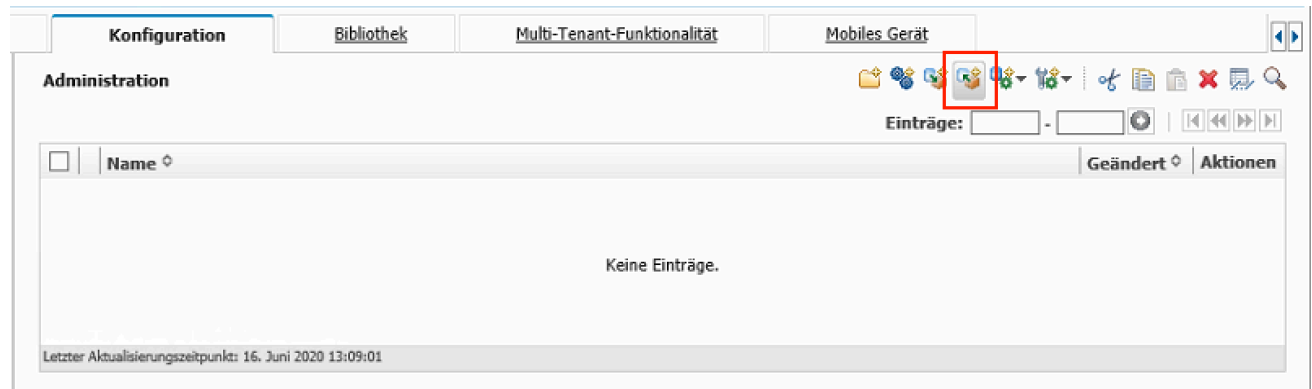 Konfiguration Bibliothek Multi-Tenant-Funktionalität Mobiles Gerät
Administration
Einträge: -
Name Geändert Aktionen
Keine Einträge.
Letzter Aktualisierungszeitpunkt: 16. Juni 2020 13:09:01